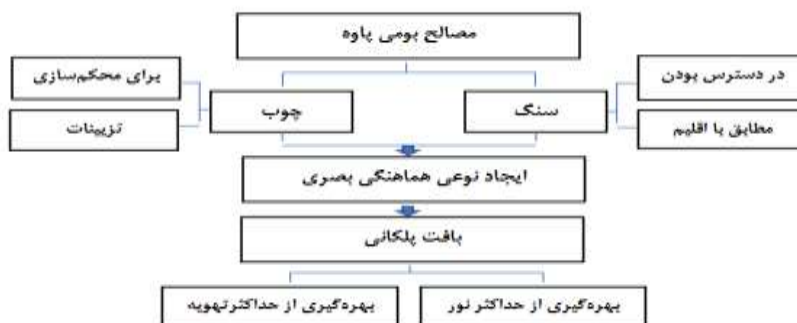 مصالح بومی پاوه
برای محکم‌سازی
در دسترس بودن
چوب
سنگ
تزیینات
مطابق با اقلیم
ایجاد نوعی هماهنگی بصری
بافت پلکانی
بهره‌گیری از حداکثر نور
بهره‌گیری از حداکثرتهویه